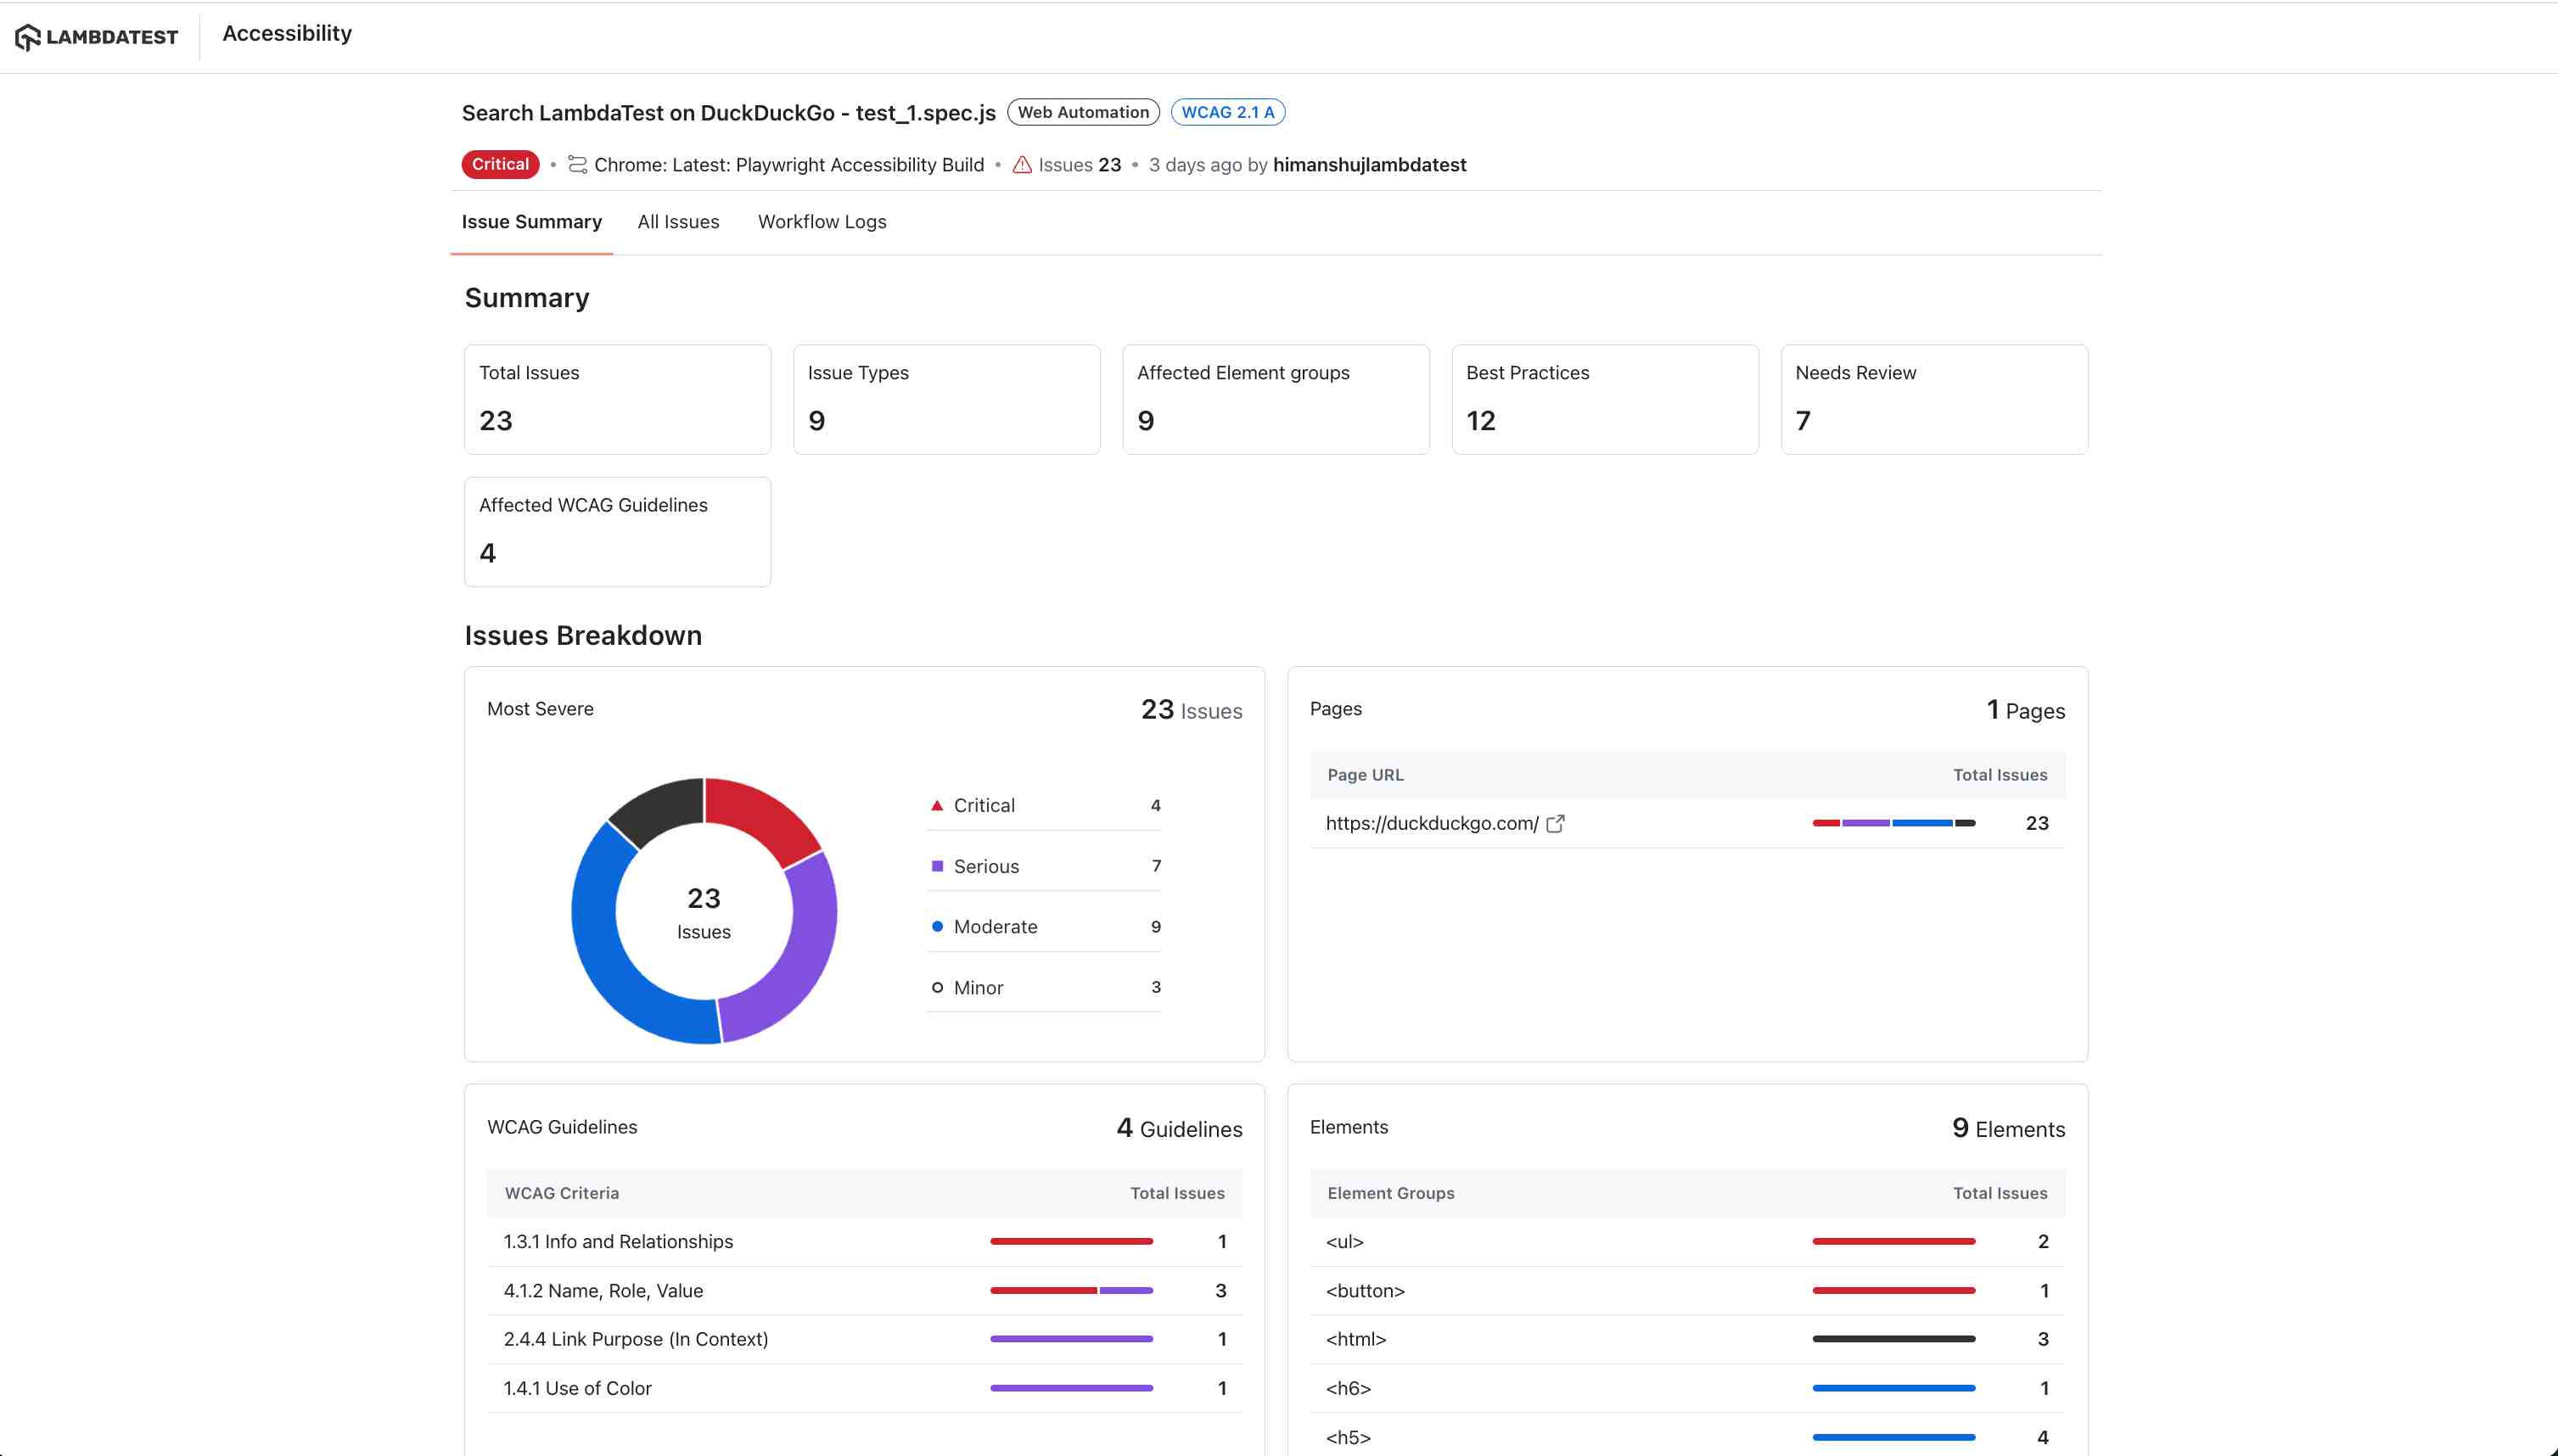 LAMBDATEST
Accessibility
Search LambdaTest on DuckDuckGo - test_1.spec.js Web Automation WCAG 2.1 A
Critical • Chrome: Latest: Playwright Accessibility Build • Issues 23 • 3 days ago by himanshujlambdatest
Issue Summary All Issues Workflow Logs
Summary
Total Issues
23
Issue Types
9
Affected Element groups
9
Best Practices
12
Needs Review
7
Affected WCAG Guidelines
4
Issues Breakdown
Most Severe 23 Issues
23
Issues
Critical 4
Serious 7
Moderate 9
Minor 3
Pages 1 Pages
Page URL Total Issues
https://duckduckgo.com/ 23
WCAG Guidelines 4 Guidelines
WCAG Criteria Total Issues
1.3.1 Info and Relationships 1
4.1.2 Name, Role, Value 3
2.4.4 Link Purpose (In Context) 1
1.4.1 Use of Color 1
Elements 9 Elements
Element Groups Total Issues
<ul> 2
<button> 1
<html> 3
<h6> 1
<h5> 4